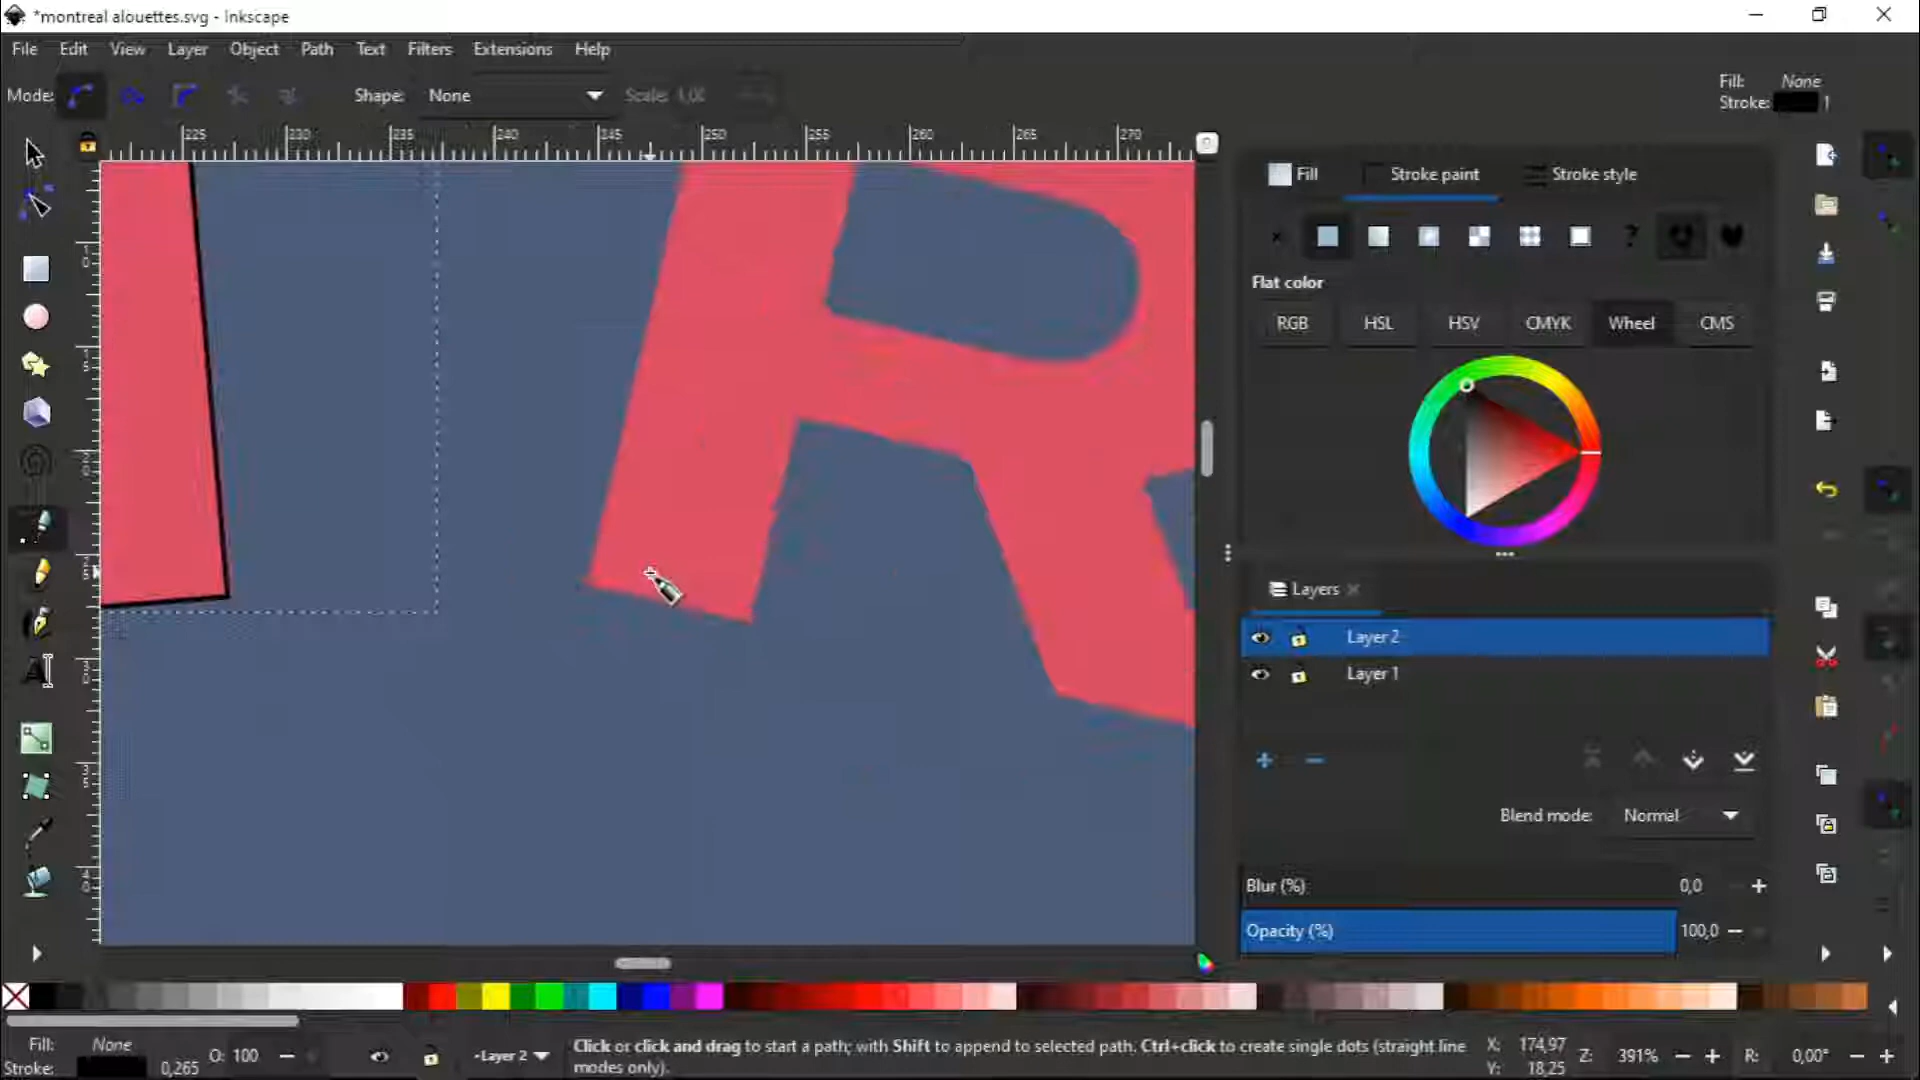 *montreal alouettes.svg - Inkscape
File Edit View Layer Object Path Text Filters Extensions Help
Mode: Shape: None Scale: 1,00
Fill: None
Stroke: 1
225 230 235 240 245 250 255 260 265 270
Fill Stroke paint Stroke style
?
Flat color
RGB HSL HSV CMYK Wheel CMS
Layers
Layer 2
Layer 1
Blend mode: Normal
Blur (%) 0,0
Opacity (%) 100,0
Fill: None
Stroke: 0,265
O: 100
-Layer 2
Click or click and drag to start a path; with Shift to append to selected path. Ctrl+click to create single dots (straight line
modes only).
X: 174,97
Y: 18,25
Z: 391%
R: 0,00°